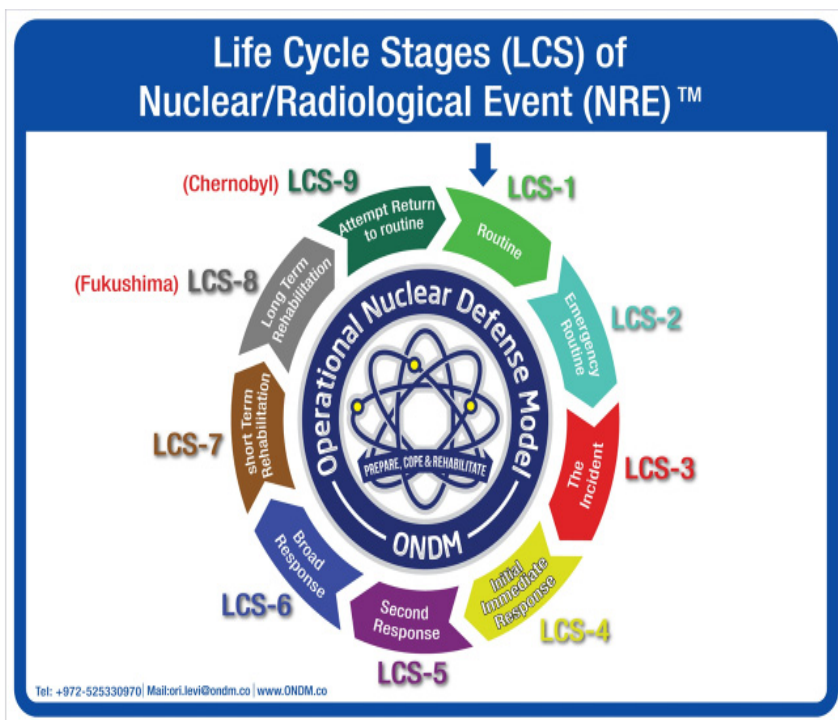 Life Cycle Stages (LCS) of
Nuclear/Radiological Event (NRE) ™
(Chernobyl) LCS-9
Attempt Return
to routine
LCS-1
Routine
LCS-2
Emergency
Routine
LCS-3
The
Incident
LCS-4
Initial
Immediate
Response
LCS-5
Second
Response
LCS-6
Broad
Response
LCS-7
short Term
Rehabilitation
(Fukushima) LCS-8
Long Term
Rehabilitation
Operational Nuclear Defense Model
PREPARE, COPE & REHABILITATE
ONDM
Tel: +972-525330970| Mail:ori.levi@ondm.co | www.ONDM.co